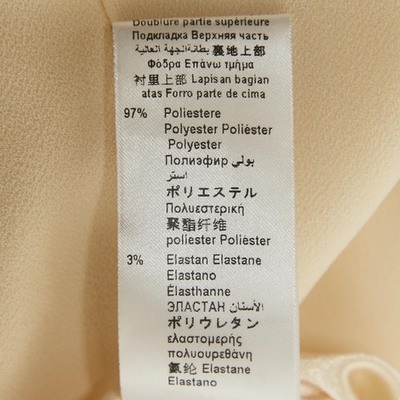 Doublure partie supérieure
Подкладка Верхняя часть
بطانة الجهة العالية 裏地上部
Φόδρα Επάνω τμήμα
衬里上部 Lapisan bagian
atas Forro parte de cima
97% Poliestere
Polyester Polièster
Polyester
Полиэфир بولي
استر
ポリエステル
Πολυεστερική
聚酯纤维
poliester Poliéster
3% Elastan Elastane
Elastano
Élasthanne
ЭЛАСТАН الأستان
ポリウレタン
ελαστομερής
πολυουρεθάνη
氨纶 Elastane
Elastano